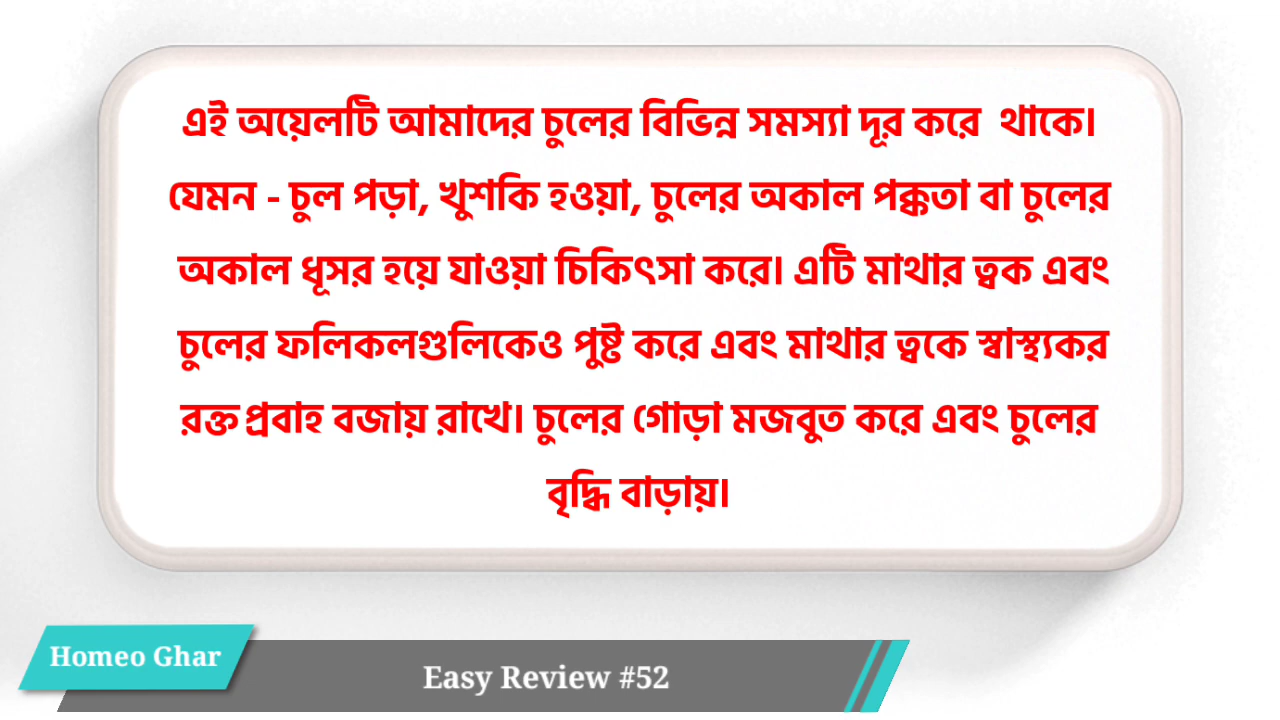 এই অয়েলটি আমাদের চুলের বিভিন্ন সমস্যা দূর করে থাকে।
যেমন - চুল পড়া, খুশকি হওয়া, চুলের অকাল পক্কতা বা চুলের
অকাল ধূসর হয়ে যাওয়া চিকিৎসা করে। এটি মাথার ত্বক এবং
চুলের ফলিকলগুলিকেও পুষ্ট করে এবং মাথার ত্বকে স্বাস্থ্যকর
রক্ত প্রবাহ বজায় রাখে। চুলের গোড়া মজবুত করে এবং চুলের
বৃদ্ধি বাড়ায়।
Homeo Ghar
Easy Review #52